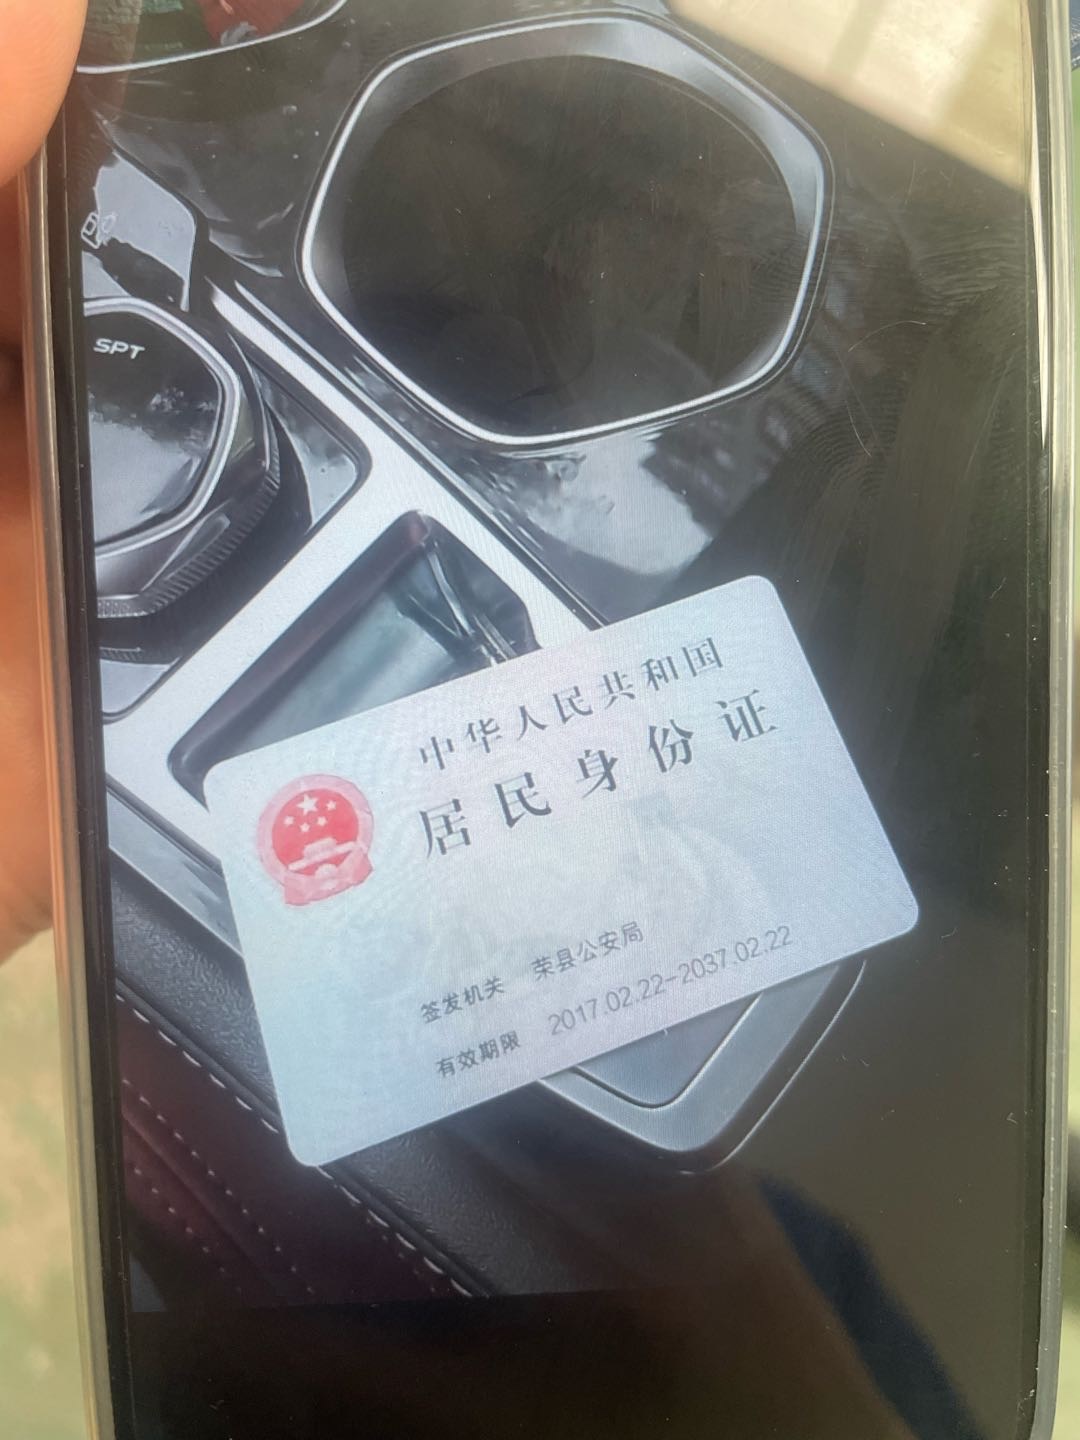 SPT
中华人民共和国
居民身份证
签发机关 荣县公安局
有效期限 2017.02.22-2037.02.22